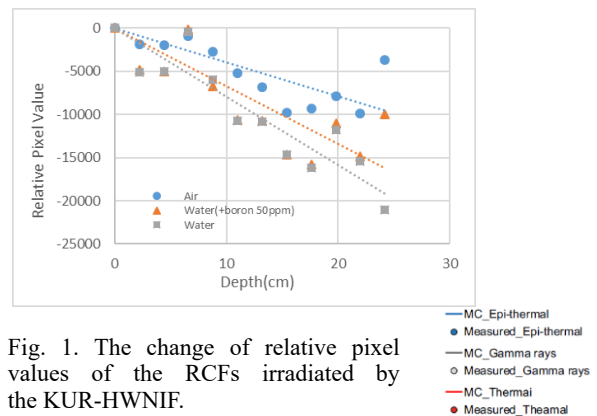 0
-5000
-10000
-15000
-20000
-25000
Relative Pixel Value
Air
Water(+boron 50ppm)
Water
0 10 20 30
Depth(cm)
MC_Epi-thermal
Measured_Epi-thermal
MC_Gamma rays
Measured_Gamma rays
MC_Thermai
Measured_Theamal
Fig. 1. The change of relative pixel
values of the RCFs irradiated by
the KUR-HWNIF.